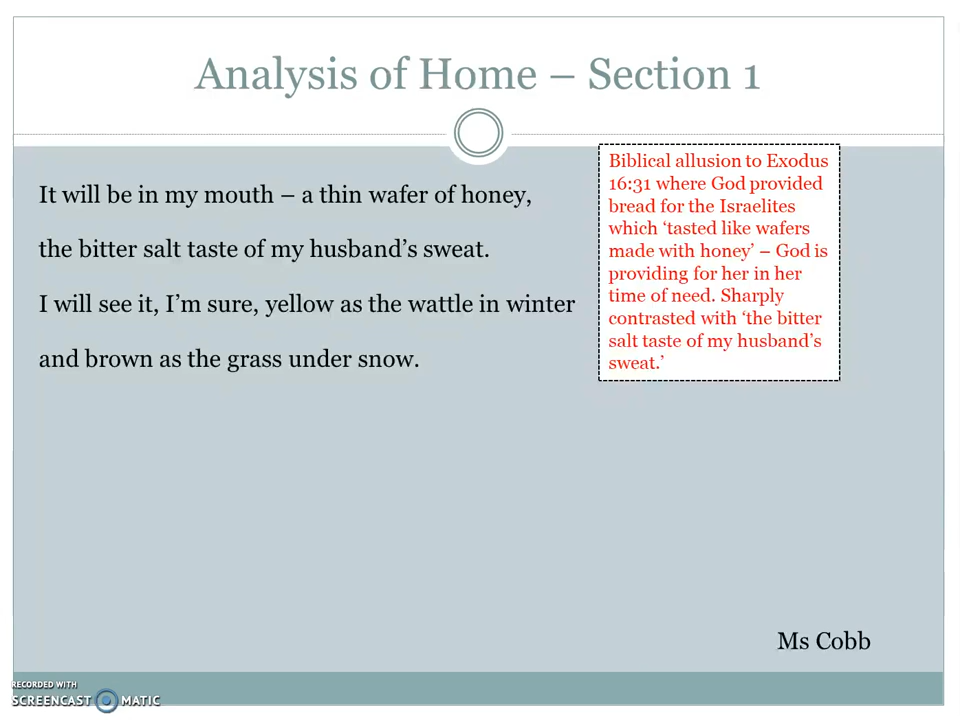 Analysis of Home – Section 1
It will be in my mouth – a thin wafer of honey,
the bitter salt taste of my husband's sweat.
I will see it, I'm sure, yellow as the wattle in winter
and brown as the grass under snow.
Biblical allusion to Exodus
16:31 where God provided
bread for the Israelites
which 'tasted like wafers
made with honey' – God is
providing for her in her
time of need. Sharply
contrasted with 'the bitter
salt taste of my husband's
sweat.'
Ms Cobb
RECORDED WITH
SCREENCAST MATIC